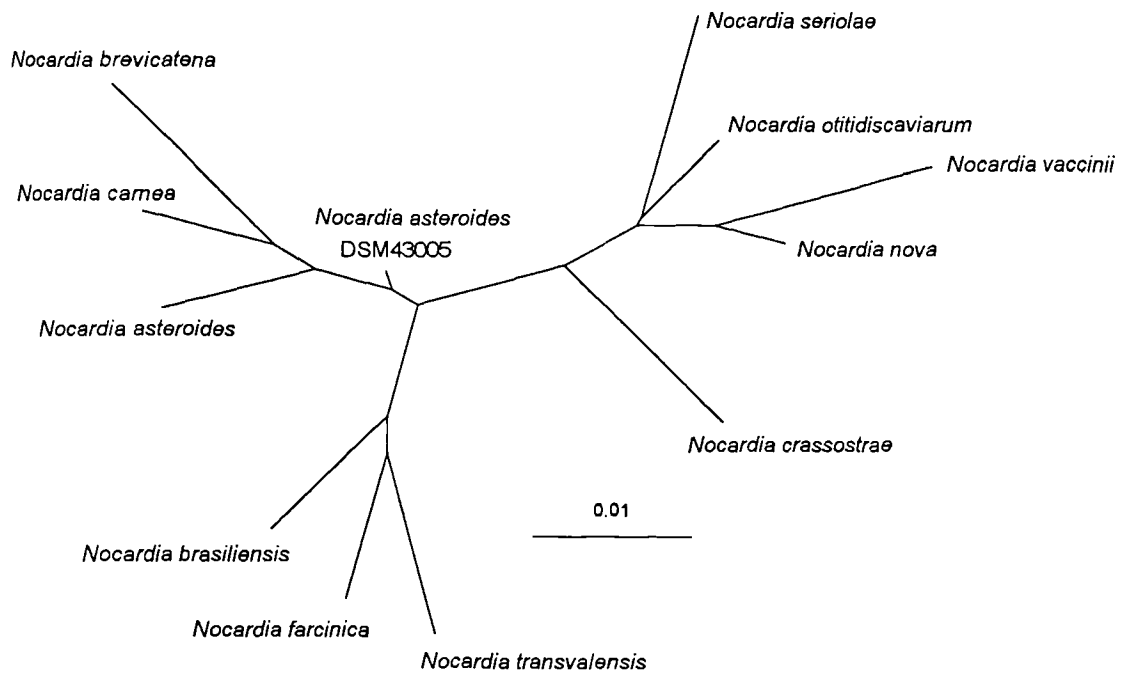 Nocardia seriolae
Nocardia brevicatena
Nocardia otitidiscaviarum
Nocardia vaccinii
Nocardia carnea
Nocardia asteroides
DSM43005
Nocardia nova
Nocardia asteroides
Nocardia crassostrae
0.01
Nocardia brasiliensis
Nocardia farcinica
Nocardia transvalensis